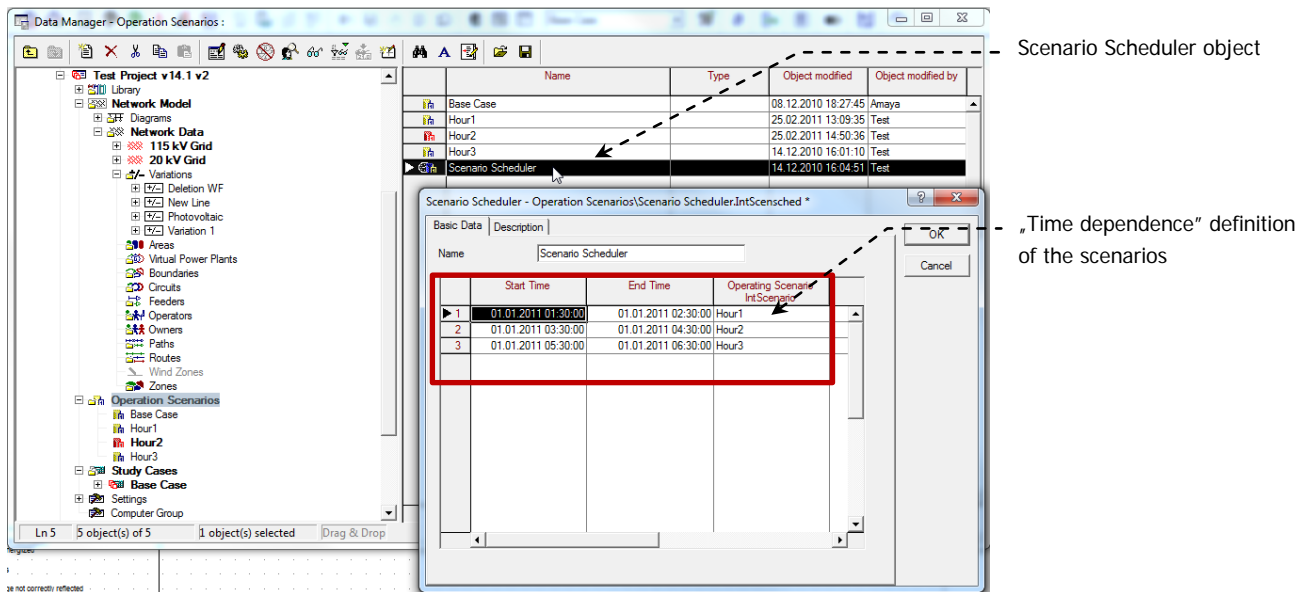 Data Manager - Operation Scenarios :
Test Project v14.1 v2
Library
Network Model
Diagrams
Network Data
115 kV Grid
20 kV Grid
Variations
Deletion WF
New Line
Photovoltaic
Variation 1
Areas
Virtual Power Plants
Boundaries
Circuits
Feeders
Operators
Owners
Paths
Routes
Wind Zones
Zones
Operation Scenarios
Base Case
Hour1
Hour2
Hour3
Study Cases
Base Case
Settings
Computer Group
Name Type Object modified Object modified by
Base Case 08.12.2010 18:27:45 Amaya
Hour1 25.02.2011 13:09:35 Test
Hour2 25.02.2011 14:50:36 Test
Hour3 14.12.2010 16:01:10 Test
Scenario Scheduler 14.12.2010 16:04:51 Test
Ln 5 5 object(s) of 5 1 object(s) selected Drag & Drop
Scenario Scheduler - Operation Scenarios\Scenario Scheduler.IntScensched *
Basic Data Description
OK
Cancel
Name Scenario Scheduler
Start Time End Time Operating Scenario
IntScenario
1 01.01.2011 01:30:00 01.01.2011 02:30:00 Hour1
2 01.01.2011 03:30:00 01.01.2011 04:30:00 Hour2
3 01.01.2011 05:30:00 01.01.2011 06:30:00 Hour3
Scenario Scheduler object
„Time dependence” definition
of the scenarios
not correctly reflected